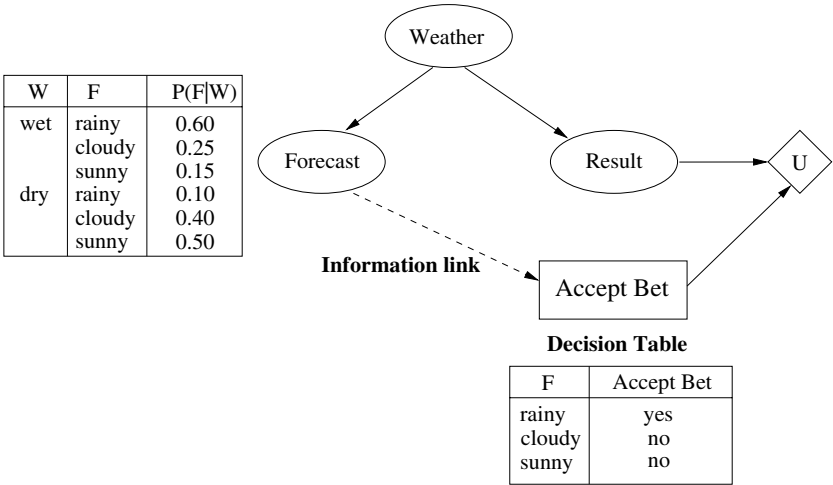 Weather
W F P(F|W)
wet rainy 0.60
cloudy 0.25
sunny 0.15
dry rainy 0.10
cloudy 0.40
sunny 0.50
Forecast
Result
U
Information link
Accept Bet
Decision Table
F Accept Bet
rainy yes
cloudy no
sunny no